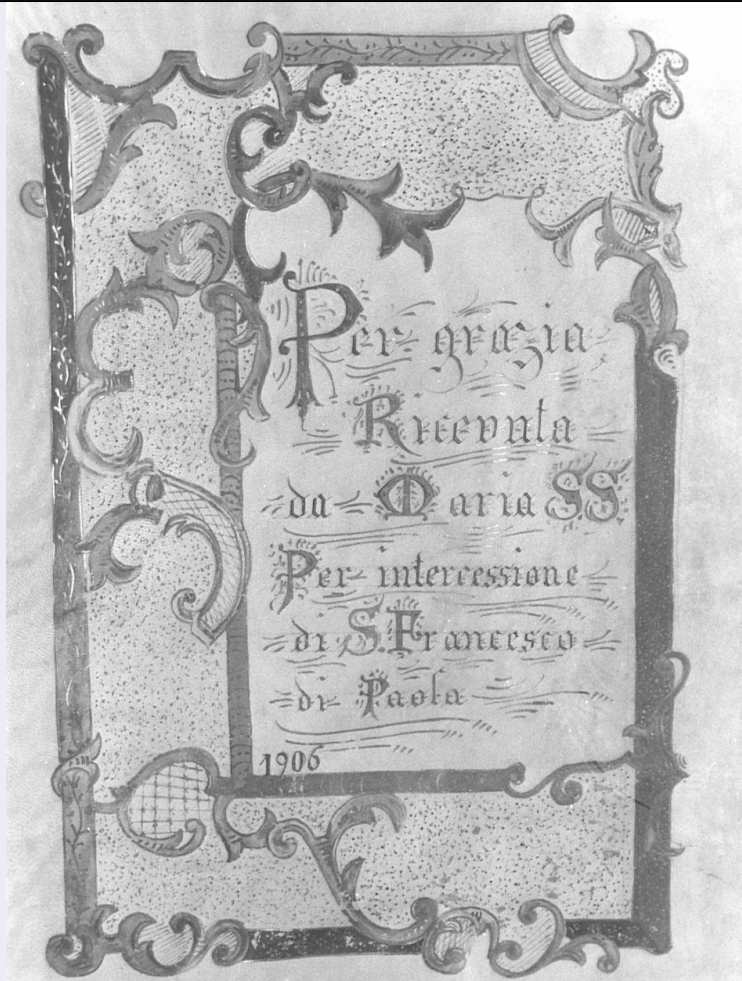 Per grazia
Ricevuta
da Maria SS
Per intercessione
di S. Francesco
di Paola
1906